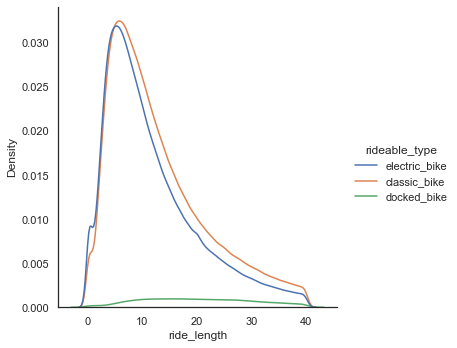 0.030
0.025
0.020
0.015
0.010
0.005
0.000
Density
0 10 20 30 40
ride_length
rideable_type
electric_bike
classic_bike
docked_bike